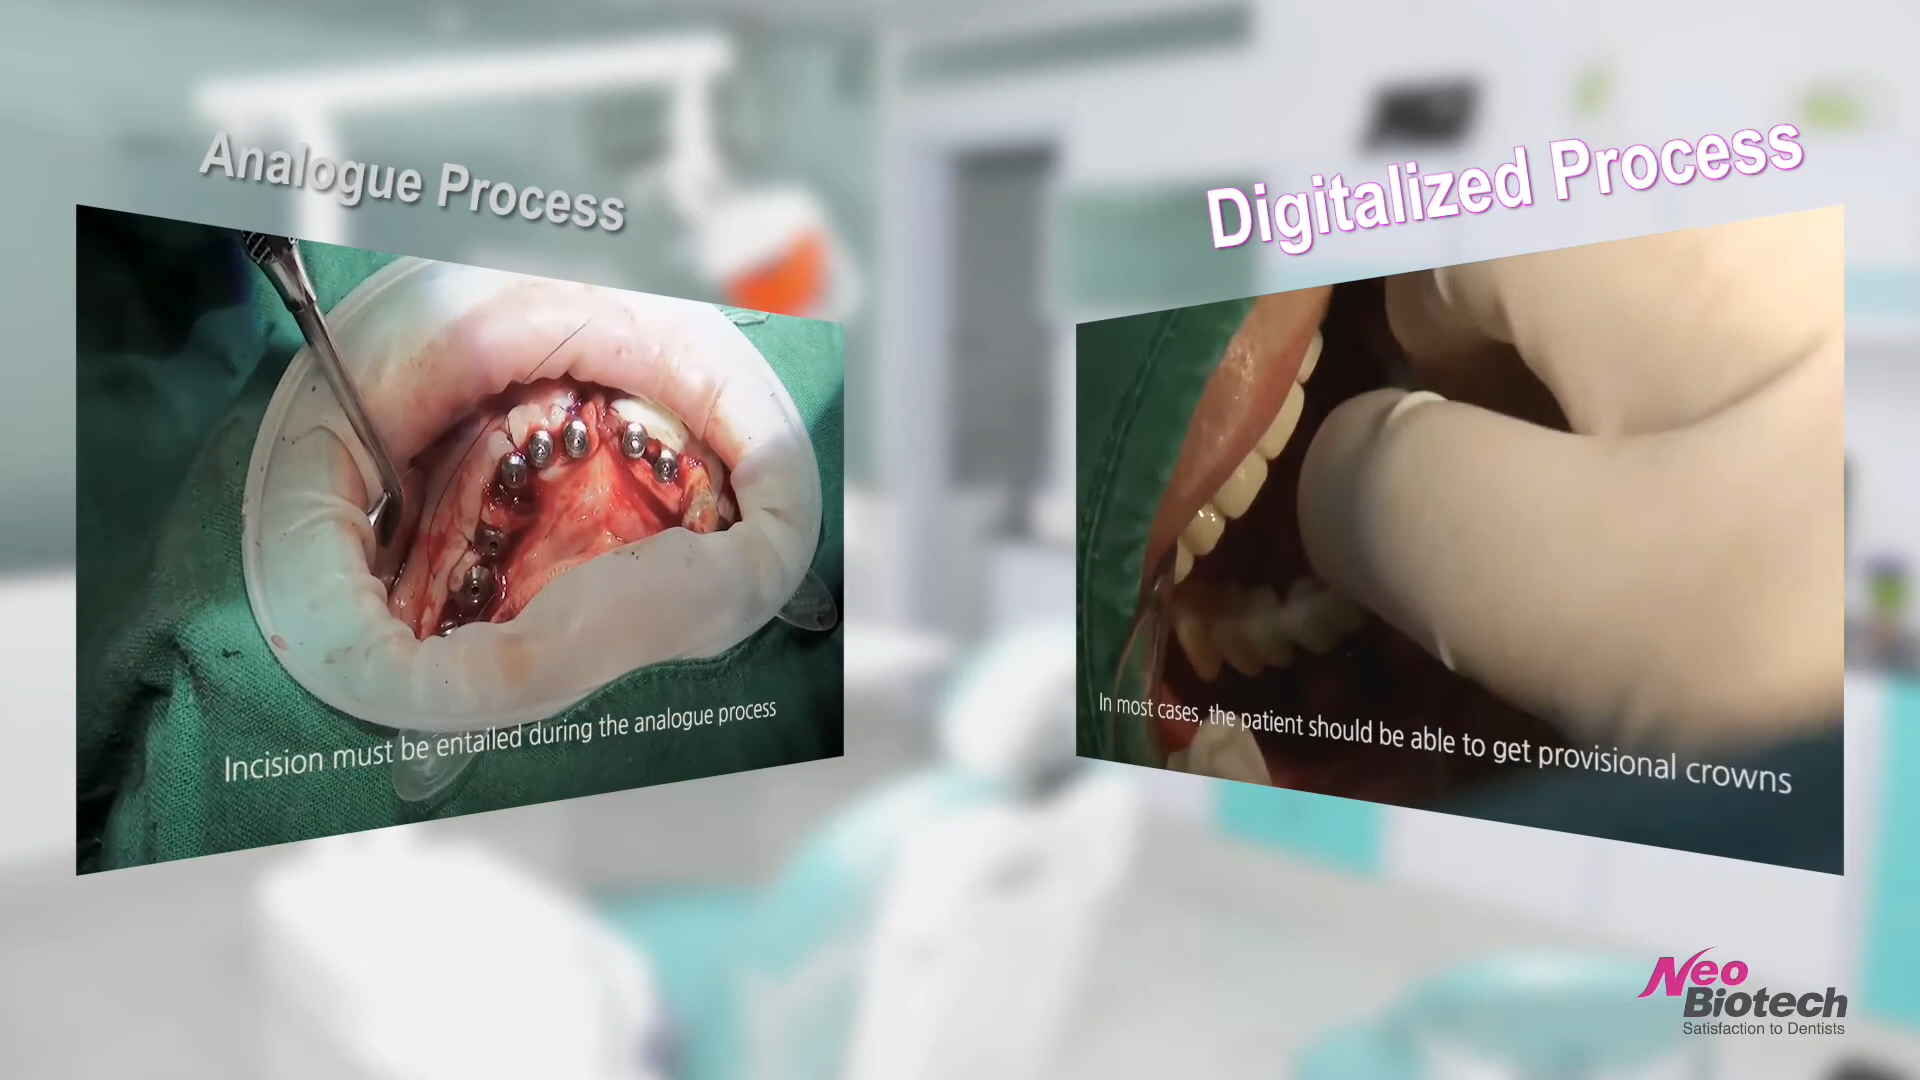 Analogue Process
Digitalized Process
Incision must be entailed during the analogue process
In most cases, the patient should be able to get provisional crowns
Neo
Biotech
Satisfaction to Dentists